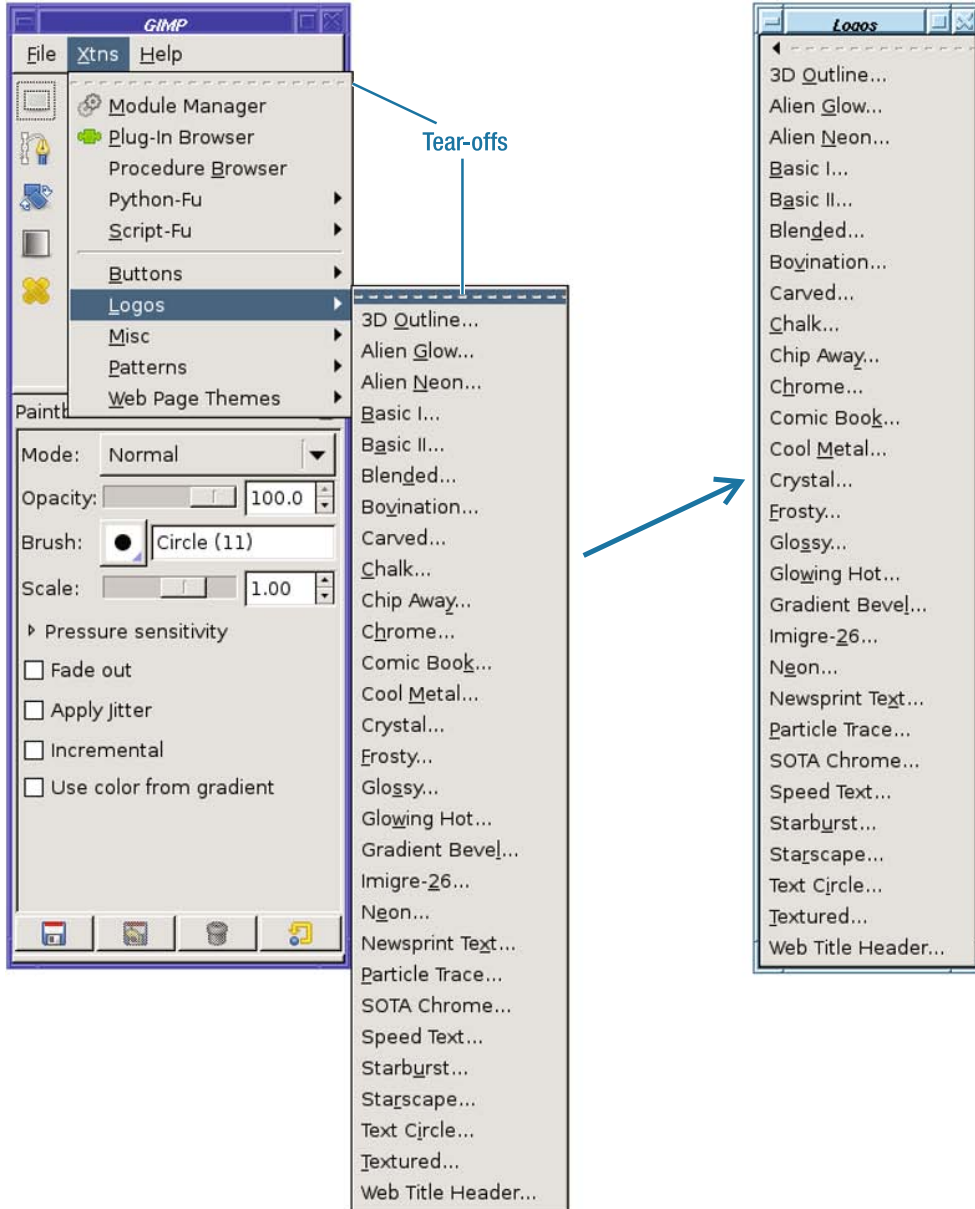 GIMP
File Xtns Help
Module Manager
Plug-In Browser
Procedure Browser
Python-Fu
Script-Fu
Buttons
Logos
Misc
Patterns
Web Page Themes
Tear-offs
Mode: Normal
Opacity: 100.0
Brush: Circle (11)
Scale: 1.00
Pressure sensitivity
Fade out
Apply Jitter
Incremental
Use color from gradient
3D Outline...
Alien Glow...
Alien Neon...
Basic I...
Basic II...
Blended...
Bovination...
Carved...
Chalk...
Chip Away...
Chrome...
Comic Book...
Cool Metal...
Crystal...
Frosty...
Glossy...
Glowing Hot...
Gradient Bevel...
Imigre-26...
Neon...
Newsprint Text...
Particle Trace...
SOTA Chrome...
Speed Text...
Starburst...
Starscape...
Text Circle...
Textured...
Web Title Header...
Logos
3D Outline...
Alien Glow...
Alien Neon...
Basic I...
Basic II...
Blended...
Bovination...
Carved...
Chalk...
Chip Away...
Chrome...
Comic Book...
Cool Metal...
Crystal...
Frosty...
Glossy...
Glowing Hot...
Gradient Bevel...
Imigre-26...
Neon...
Newsprint Text...
Particle Trace...
SOTA Chrome...
Speed Text...
Starburst...
Starscape...
Text Circle...
Textured...
Web Title Header...